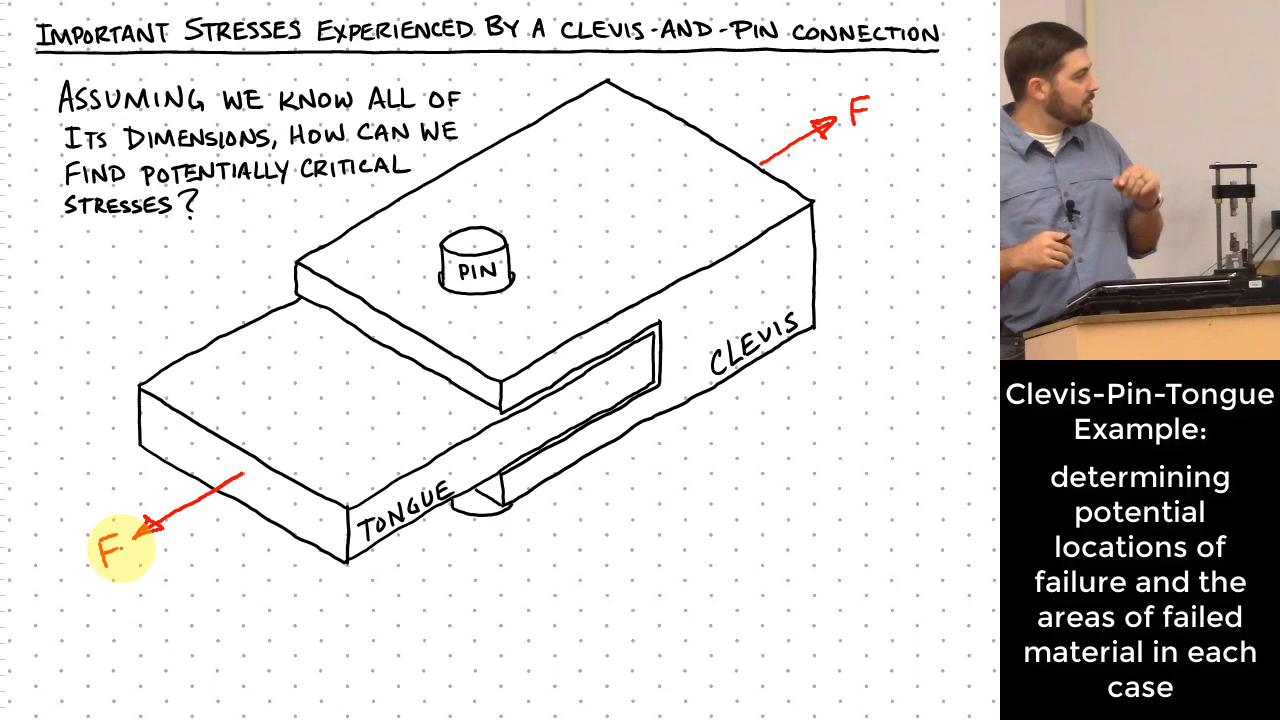 IMPORTANT STRESSES EXPERIENCED BY A CLEVIS-AND-PIN CONNECTION
ASSUMING WE KNOW ALL OF
ITS DIMENSIONS, HOW CAN WE
FIND POTENTIALLY CRITICAL
STRESSES?
F
PIN
CLEVIS
TONGUE
F
Clevis-Pin-Tongue
Example:
determining
potential
locations of
failure and the
areas of failed
material in each
case